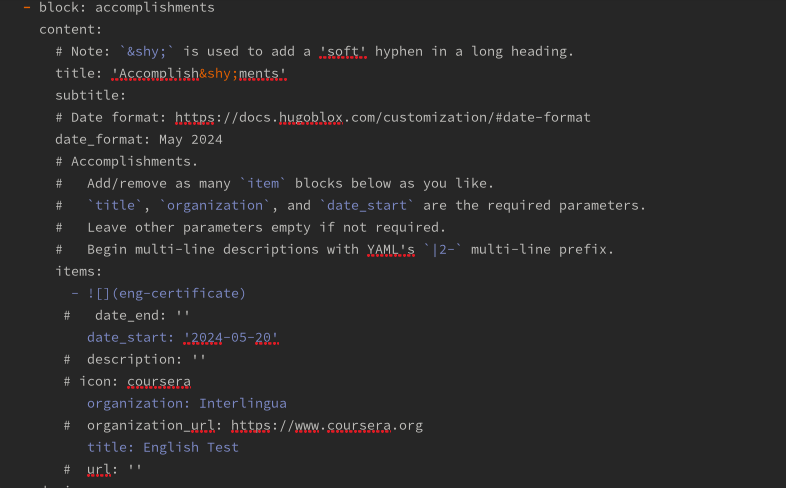 - block: accomplishments
content:
# Note: `&shy;` is used to add a 'soft' hyphen in a long heading.
title: 'Accomplish&shy;ments'
subtitle:
# Date format: https://docs.hugoblox.com/customization/#date-format
date_format: May 2024
# Accomplishments.
#   Add/remove as many `item` blocks below as you like.
#   `title`, `organization`, and `date_start` are the required parameters.
#   Leave other parameters empty if not required.
#   Begin multi-line descriptions with YAML's `|2-` multi-line prefix.
items:
- ![](eng-certificate)
#   date_end: ''
date_start: '2024-05-20'
#  description: ''
# icon: coursera
organization: Interlingua
#  organization_url: https://www.coursera.org
title: English Test
#  url: ''